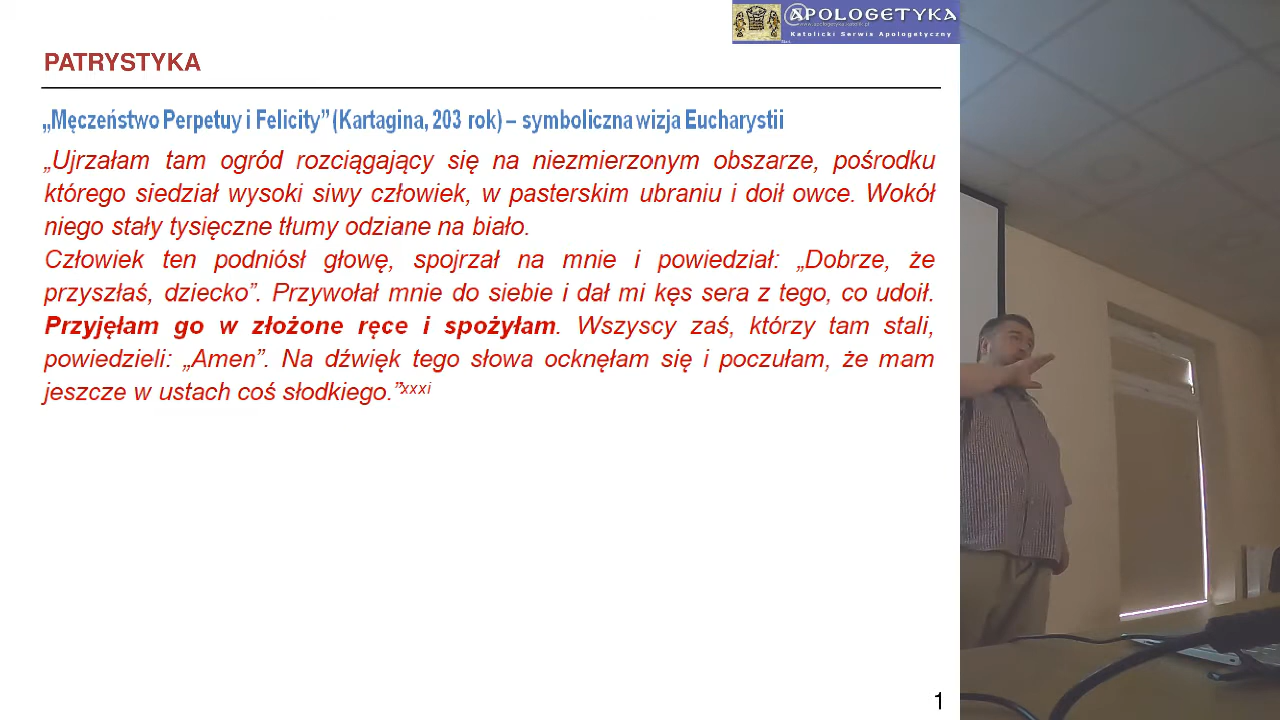 @POLOGETYKA
www.apologetyka.katolik.pl
Katolicki Serwis Apologetyczny
PATRYSTYKA
„Męczeństwo Perpetuy i Felicity” (Kartagina, 203 rok) – symboliczna wizja Eucharystii
„Ujrzałam tam ogród rozciągający się na niezmierzonym obszarze, pośrodku
którego siedział wysoki siwy człowiek, w pasterskim ubraniu i doił owce. Wokół
niego stały tysięczne tłumy odziane na biało.
Człowiek ten podniósł głowę, spojrzał na mnie i powiedział: „Dobrze, że
przyszłaś, dziecko”. Przywołał mnie do siebie i dał mi kęs sera z tego, co udoił.
Przyjęłam go w złożone ręce i spożyłam. Wszyscy zaś, którzy tam stali,
powiedzieli: „Amen”. Na dźwięk tego słowa ocknęłam się i poczułam, że mam
jeszcze w ustach coś słodkiego.”xxxi
1